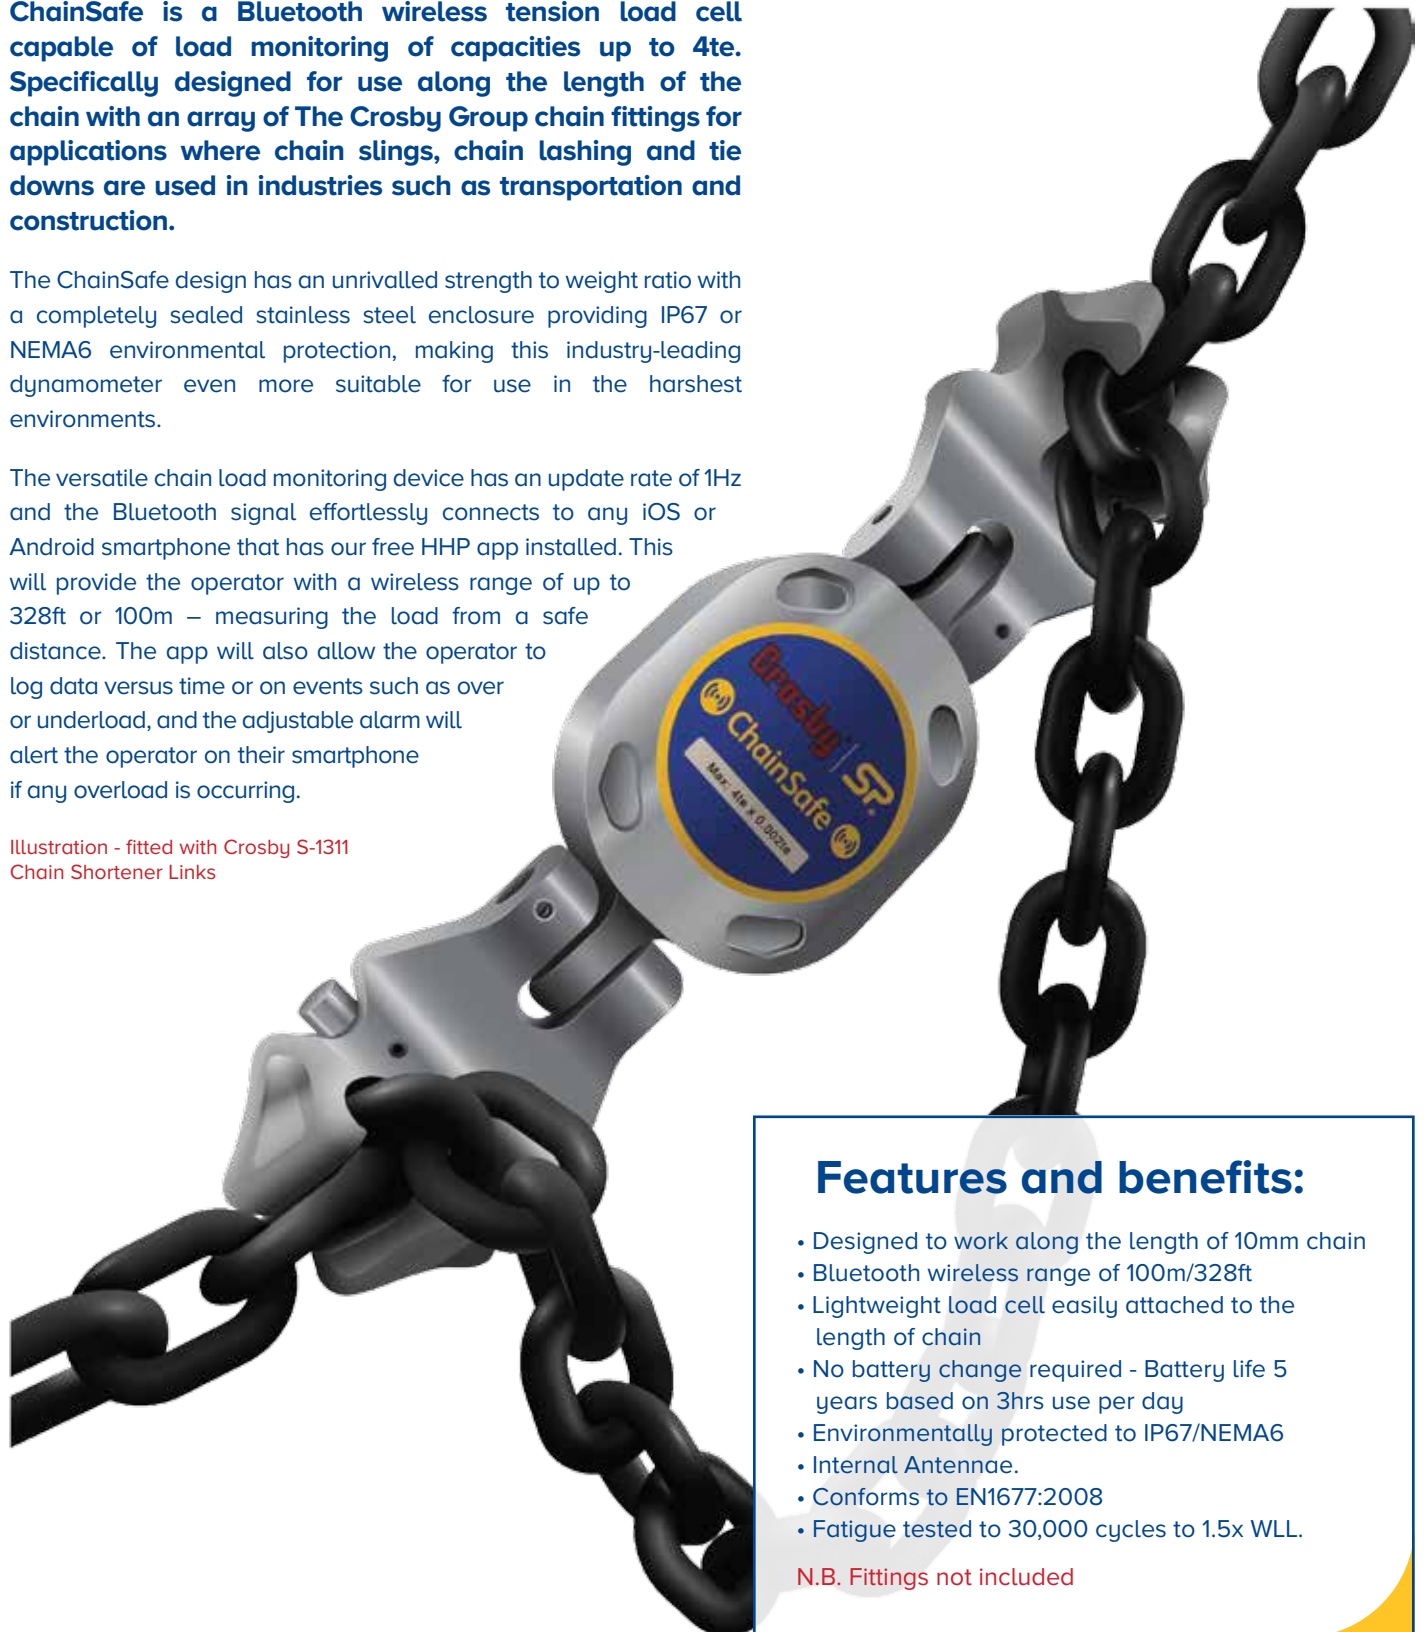 ChainSafe is a Bluetooth wireless tension load cell
capable of load monitoring of capacities up to 4te.
Specifically designed for use along the length of the
chain with an array of The Crosby Group chain fittings for
applications where chain slings, chain lashing and tie
downs are used in industries such as transportation and
construction.
The ChainSafe design has an unrivalled strength to weight ratio with
a completely sealed stainless steel enclosure providing IP67 or
NEMA6 environmental protection, making this industry-leading
dynamometer even more suitable for use in the harshest
environments.
The versatile chain load monitoring device has an update rate of 1Hz
and the Bluetooth signal effortlessly connects to any iOS or
Android smartphone that has our free HHP app installed. This
will provide the operator with a wireless range of up to
328ft or 100m – measuring the load from a safe
distance. The app will also allow the operator to
log data versus time or on events such as over
or underload, and the adjustable alarm will
alert the operator on their smartphone
if any overload is occurring.
Illustration - fitted with Crosby S-1311
Chain Shortener Links
Crosby | SP
ChainSafe
Max: 4te x 0.002te
Features and benefits:
• Designed to work along the length of 10mm chain
• Bluetooth wireless range of 100m/328ft
• Lightweight load cell easily attached to the
length of chain
• No battery change required - Battery life 5
years based on 3hrs use per day
• Environmentally protected to IP67/NEMA6
• Internal Antennae.
• Conforms to EN1677:2008
• Fatigue tested to 30,000 cycles to 1.5x WLL.
N.B. Fittings not included